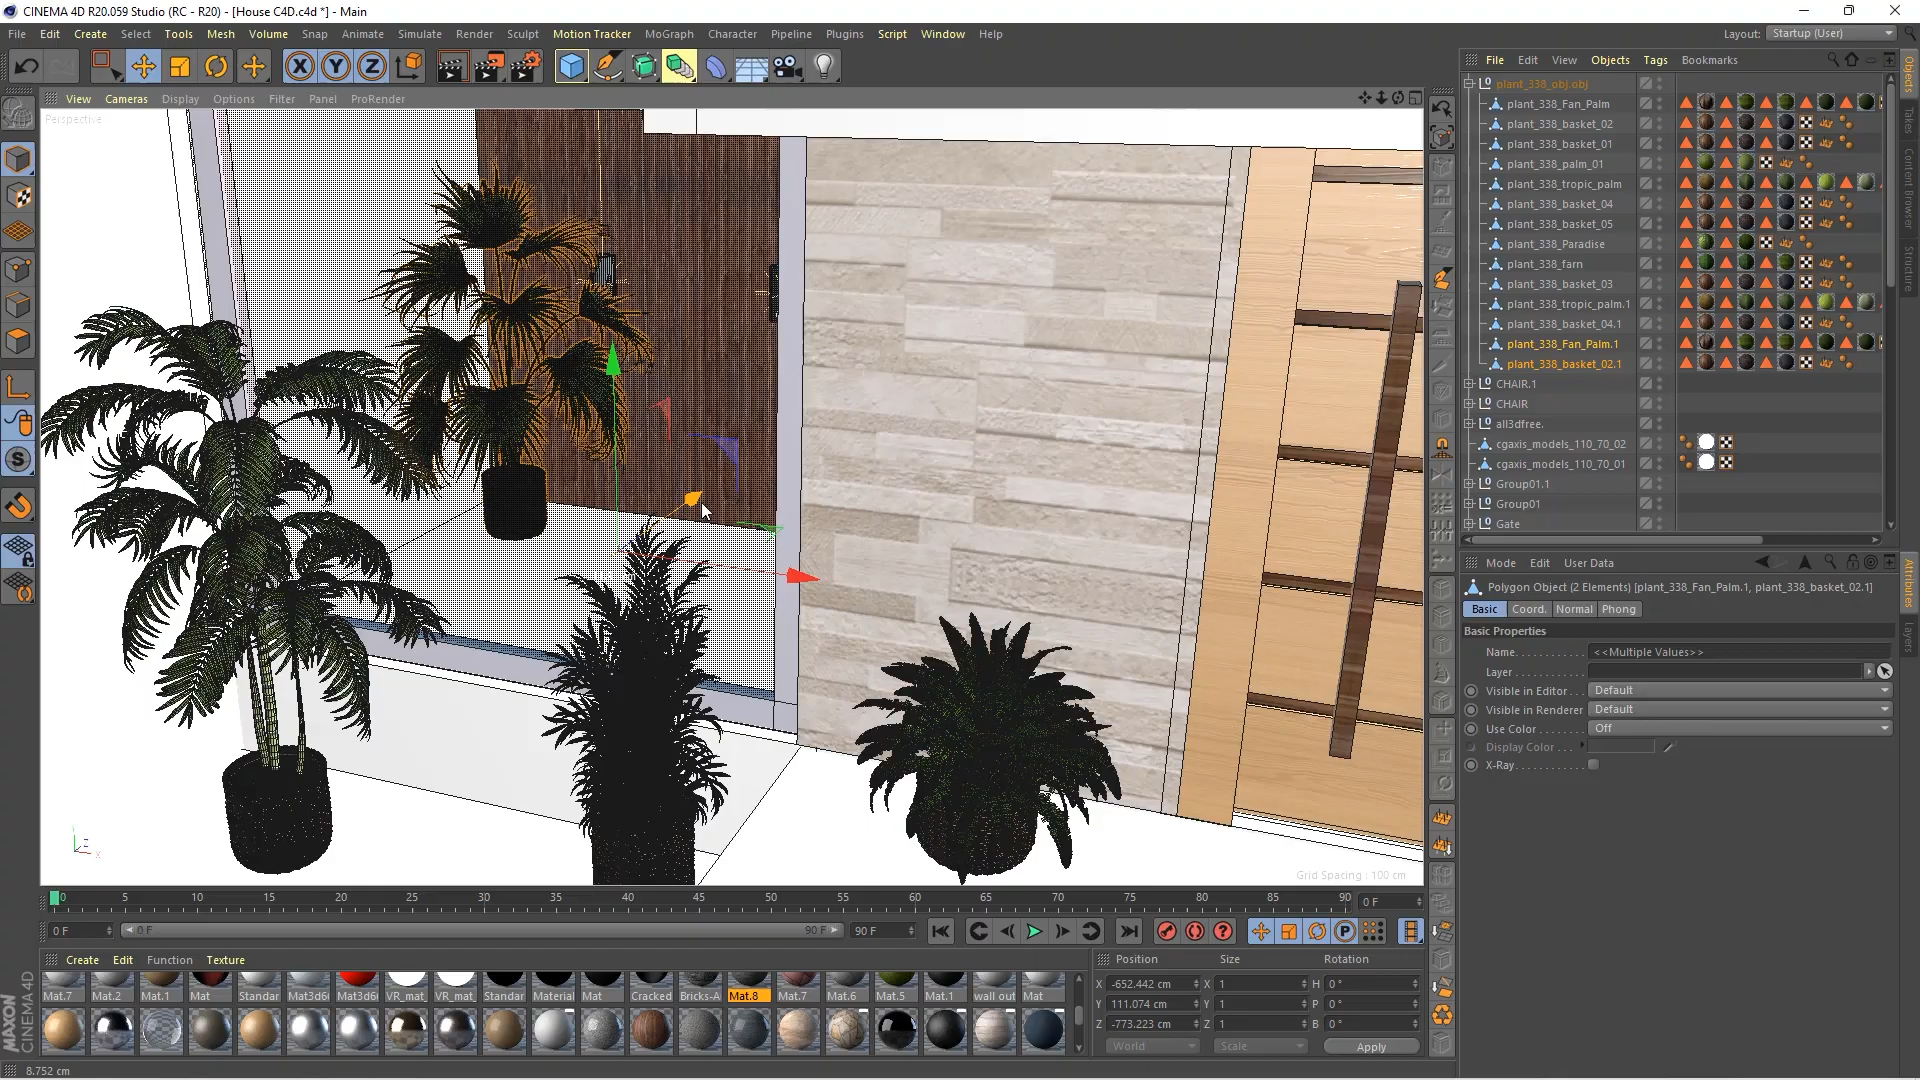 CINEMA 4D R20.059 Studio (RC - R20) - [House C4D.c4d *] - Main
File Edit Create Select Tools Mesh Volume Snap Animate Simulate Render Sculpt Motion Tracker MoGraph Character Pipeline Plugins Script Window Help
Layout: Startup (User)
X Y Z
File Edit View Objects Tags Bookmarks
View Cameras Display Options Filter Panel ProRender
Perspective
plant_338_obj.obj
plant_338_Fan_Palm
plant_338_basket_02
plant_338_basket_01
plant_338_palm_01
plant_338_tropic_palm
plant_338_basket_04
plant_338_basket_05
plant_338_Paradise
plant_338_farn
plant_338_basket_03
plant_338_tropic_palm.1
plant_338_basket_04.1
plant_338_Fan_Palm.1
plant_338_basket_02.1
CHAIR.1
CHAIR
all3dfree.
cgaxis_models_110_70_02
cgaxis_models_110_70_01
Group01.1
Group01
Gate
Objects
Takes
Content Browser
Structure
Mode Edit User Data
Polygon Object (2 Elements) [plant_338_Fan_Palm.1, plant_338_basket_02.1]
Basic Coord. Normal Phong
Basic Properties
Name. . . . . . . . . . . <<Multiple Values>>
Layer . . . . . . . . . . .
Visible in Editor . . . Default
Visible in Renderer Default
Use Color. . . . . . . Off
Display Color . . .
X-Ray. . . . . . . . . . .
Attributes
Layers
Grid Spacing : 100 cm
0 5 10 15 20 25 30 35 40 45 50 55 60 65 70 75 80 85 90 0 F
0 F 0 F 90 F 90 F
Create Edit Function Texture
Mat.7 Mat.2 Mat.1 Mat Standar Mat3d6 Mat3d6 VR_mat_ VR_mat_ Standar Material Mat Cracked Bricks-A Mat.8 Mat.7 Mat.6 Mat.5 Mat.1 wall out Mat
Position Size Rotation
X -652.442 cm X 1 H 0 °
Y 111.074 cm Y 1 P 0 °
Z -773.223 cm Z 1 B 0 °
World Scale Apply
MAXON
CINEMA 4D
8.752 cm